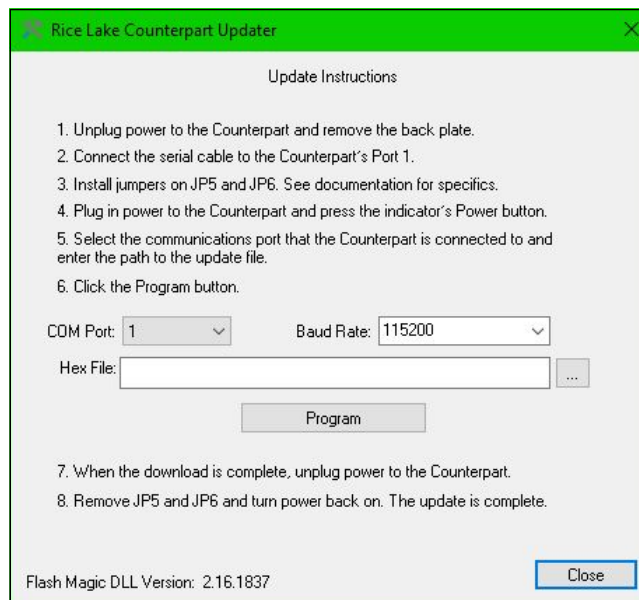 Rice Lake Counterpart Updater
Update Instructions
1. Unplug power to the Counterpart and remove the back plate.
2. Connect the serial cable to the Counterpart's Port 1.
3. Install jumpers on JP5 and JP6. See documentation for specifics.
4. Plug in power to the Counterpart and press the indicator's Power button.
5. Select the communications port that the Counterpart is connected to and
enter the path to the update file.
6. Click the Program button.
COM Port: 1 Baud Rate: 115200
Hex File: ...
Program
7. When the download is complete, unplug power to the Counterpart.
8. Remove JP5 and JP6 and turn power back on. The update is complete.
Flash Magic DLL Version: 2.16.1837 Close